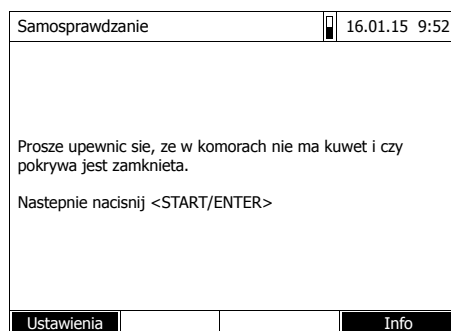 Samosprawdzanie 16.01.15 9:52
Prosze upewnic sie, ze w komorach nie ma kuwet i czy
pokrywa jest zamknieta.
Nastepnie nacisnij <START/ENTER>
Ustawienia Info